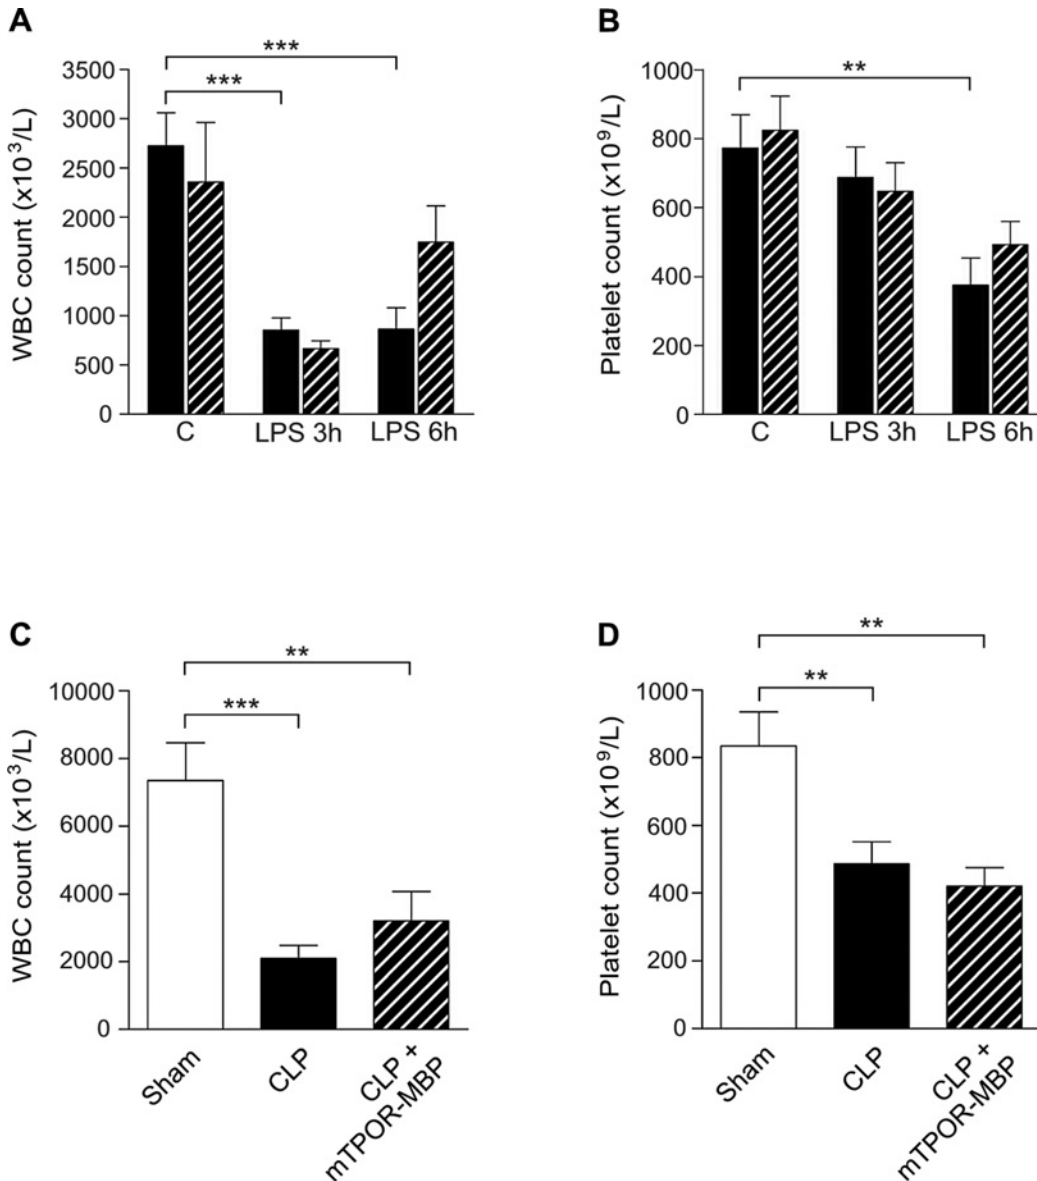 A
***
***
WBC count (x10³/L)
3500
3000
2500
2000
1500
1000
500
0
C
LPS 3h
LPS 6h
B
**
Platelet count (x10⁹/L)
1000
800
600
400
200
0
C
LPS 3h
LPS 6h
C
**
***
WBC count (x10³/L)
10000
8000
6000
4000
2000
0
Sham
CLP
CLP +
mTPOR-MBP
D
**
**
Platelet count (x10⁹/L)
1000
800
600
400
200
0
Sham
CLP
CLP +
mTPOR-MBP